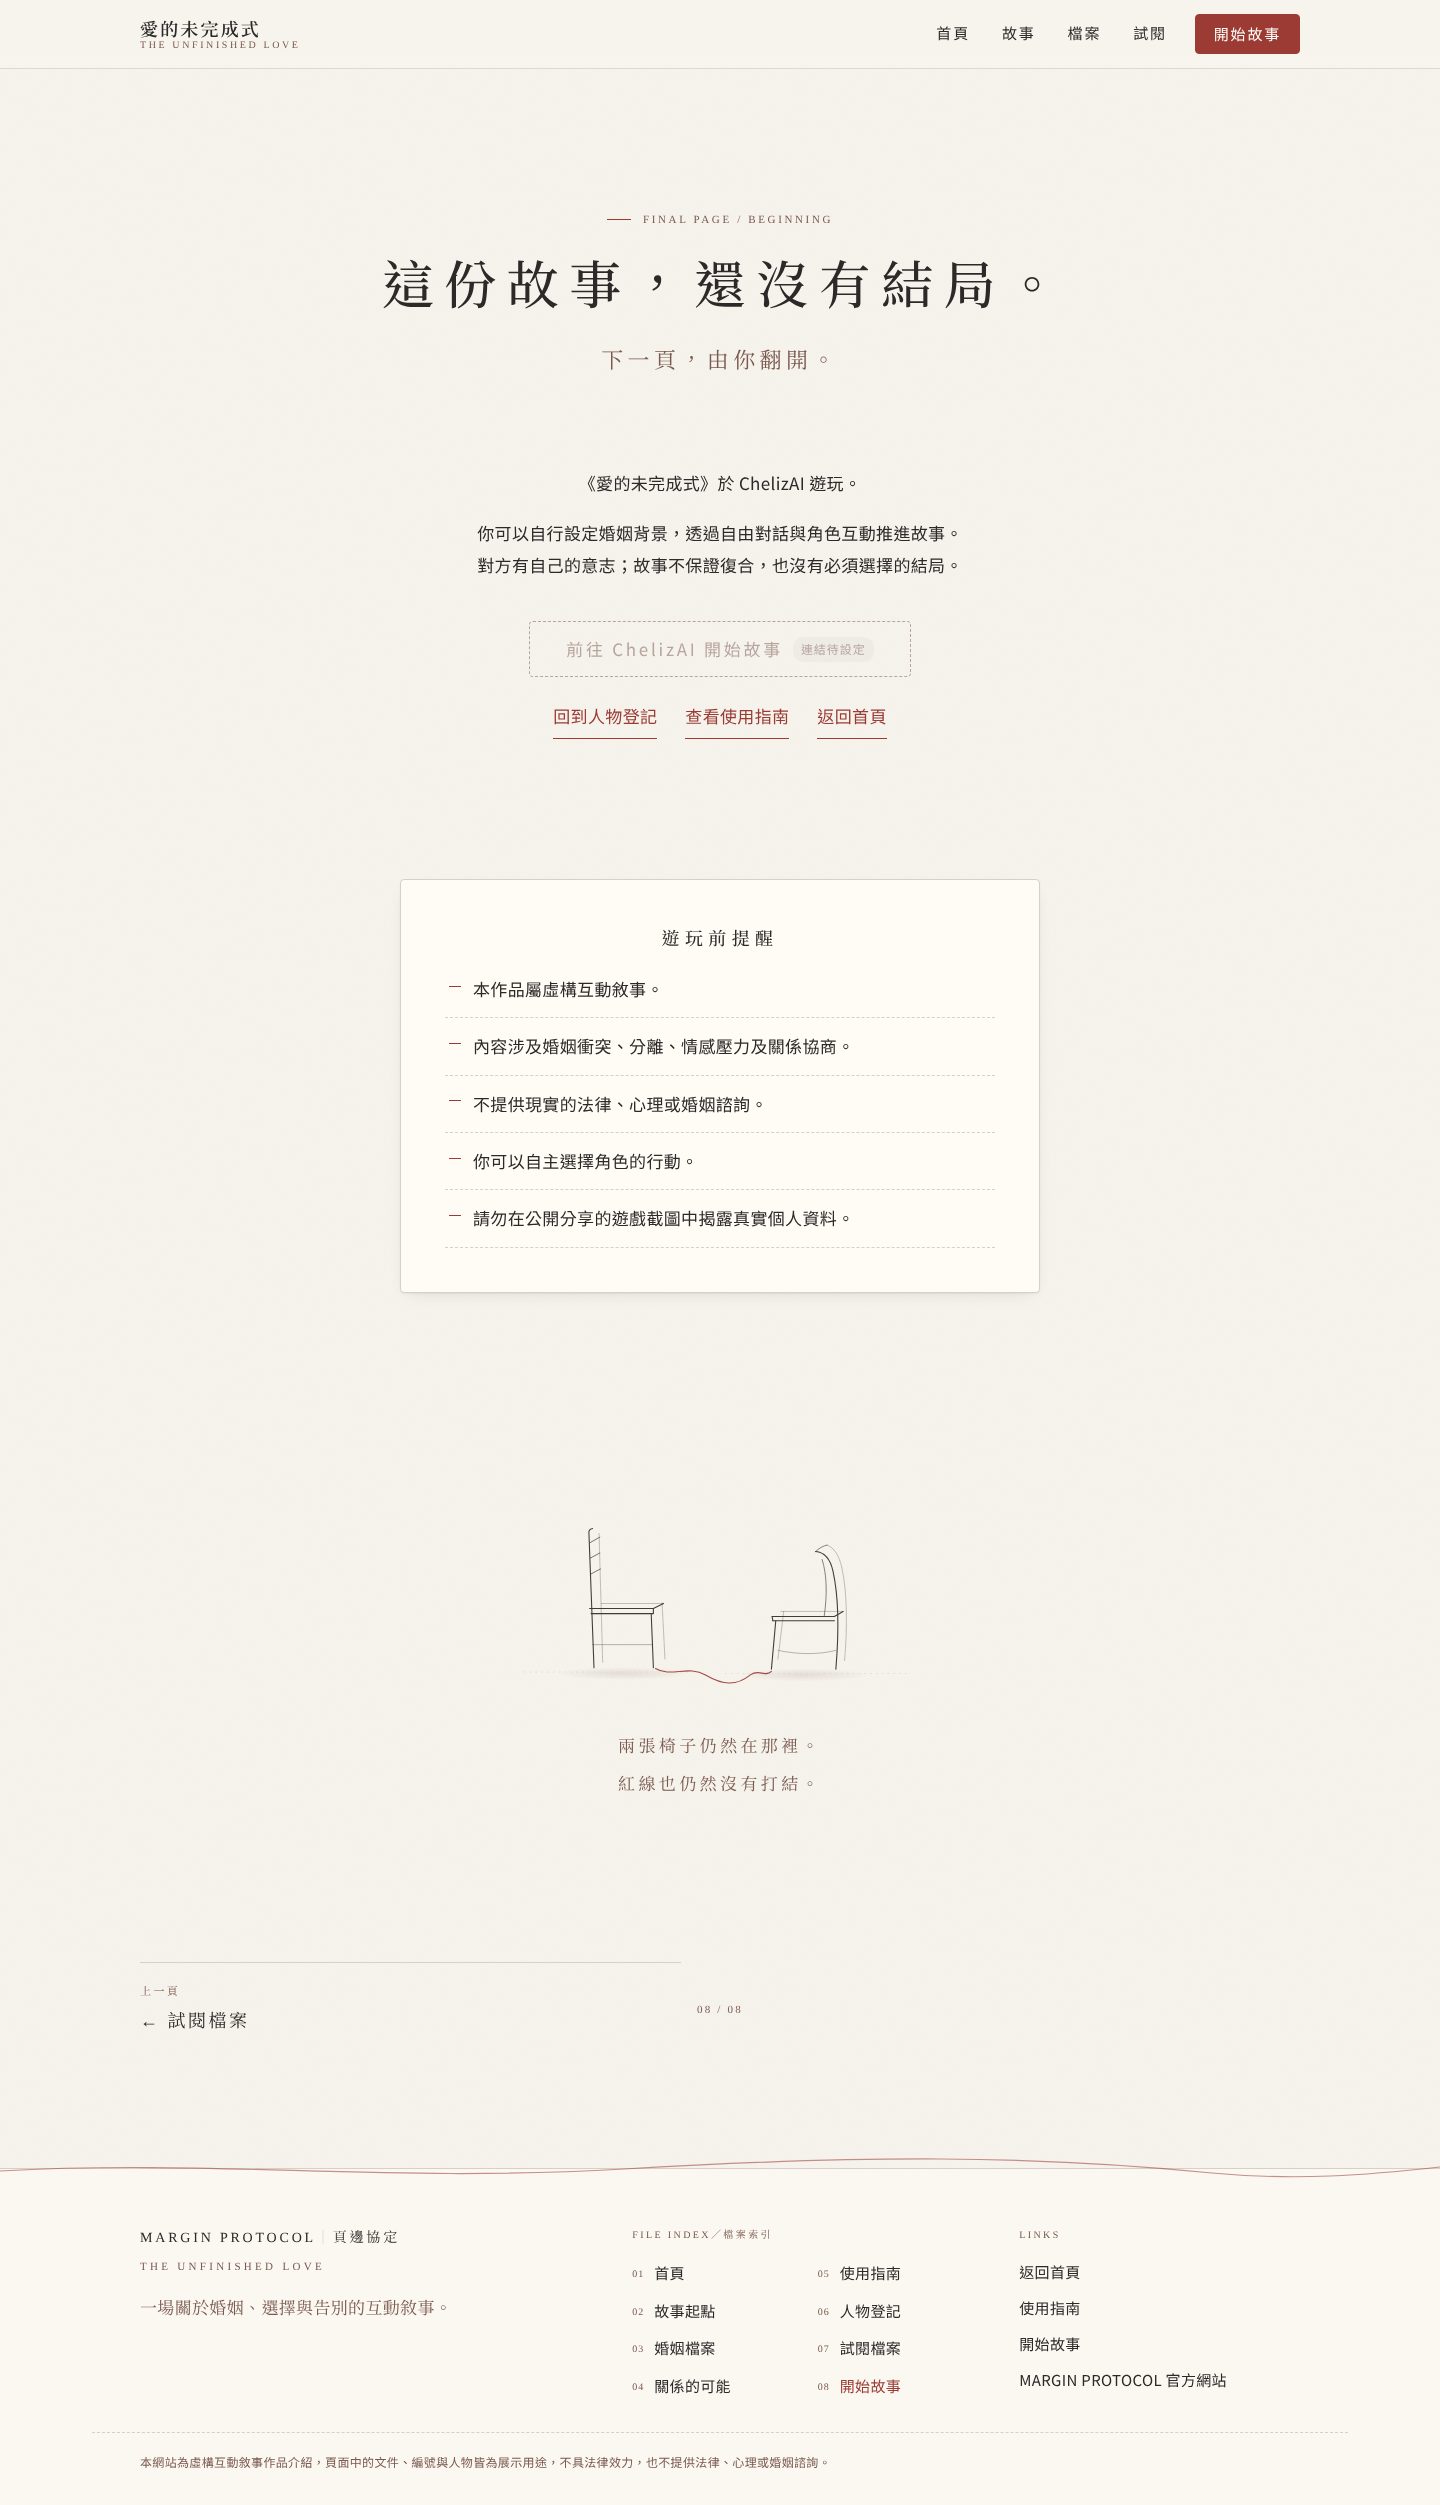 愛的未完成式
THE UNFINISHED LOVE
首頁 故事 檔案 試閱 開始故事
FINAL PAGE / BEGINNING
這份故事，還沒有結局。
下一頁，由你翻開。
《愛的未完成式》於 ChelizAI 遊玩。
你可以自行設定婚姻背景，透過自由對話與角色互動推進故事。
對方有自己的意志；故事不保證復合，也沒有必須選擇的結局。
前往 ChelizAI 開始故事 連結待設定
回到人物登記 查看使用指南 返回首頁
遊玩前提醒
本作品屬虛構互動敘事。
內容涉及婚姻衝突、分離、情感壓力及關係協商。
不提供現實的法律、心理或婚姻諮詢。
你可以自主選擇角色的行動。
請勿在公開分享的遊戲截圖中揭露真實個人資料。
兩張椅子仍然在那裡。
紅線也仍然沒有打結。
上一頁
← 試閱檔案
08 / 08
MARGIN PROTOCOL｜頁邊協定
THE UNFINISHED LOVE
一場關於婚姻、選擇與告別的互動敘事。
FILE INDEX／檔案索引
01 首頁
02 故事起點
03 婚姻檔案
04 關係的可能
05 使用指南
06 人物登記
07 試閱檔案
08 開始故事
LINKS
返回首頁
使用指南
開始故事
MARGIN PROTOCOL 官方網站
本網站為虛構互動敘事作品介紹，頁面中的文件、編號與人物皆為展示用途，不具法律效力，也不提供法律、心理或婚姻諮詢。